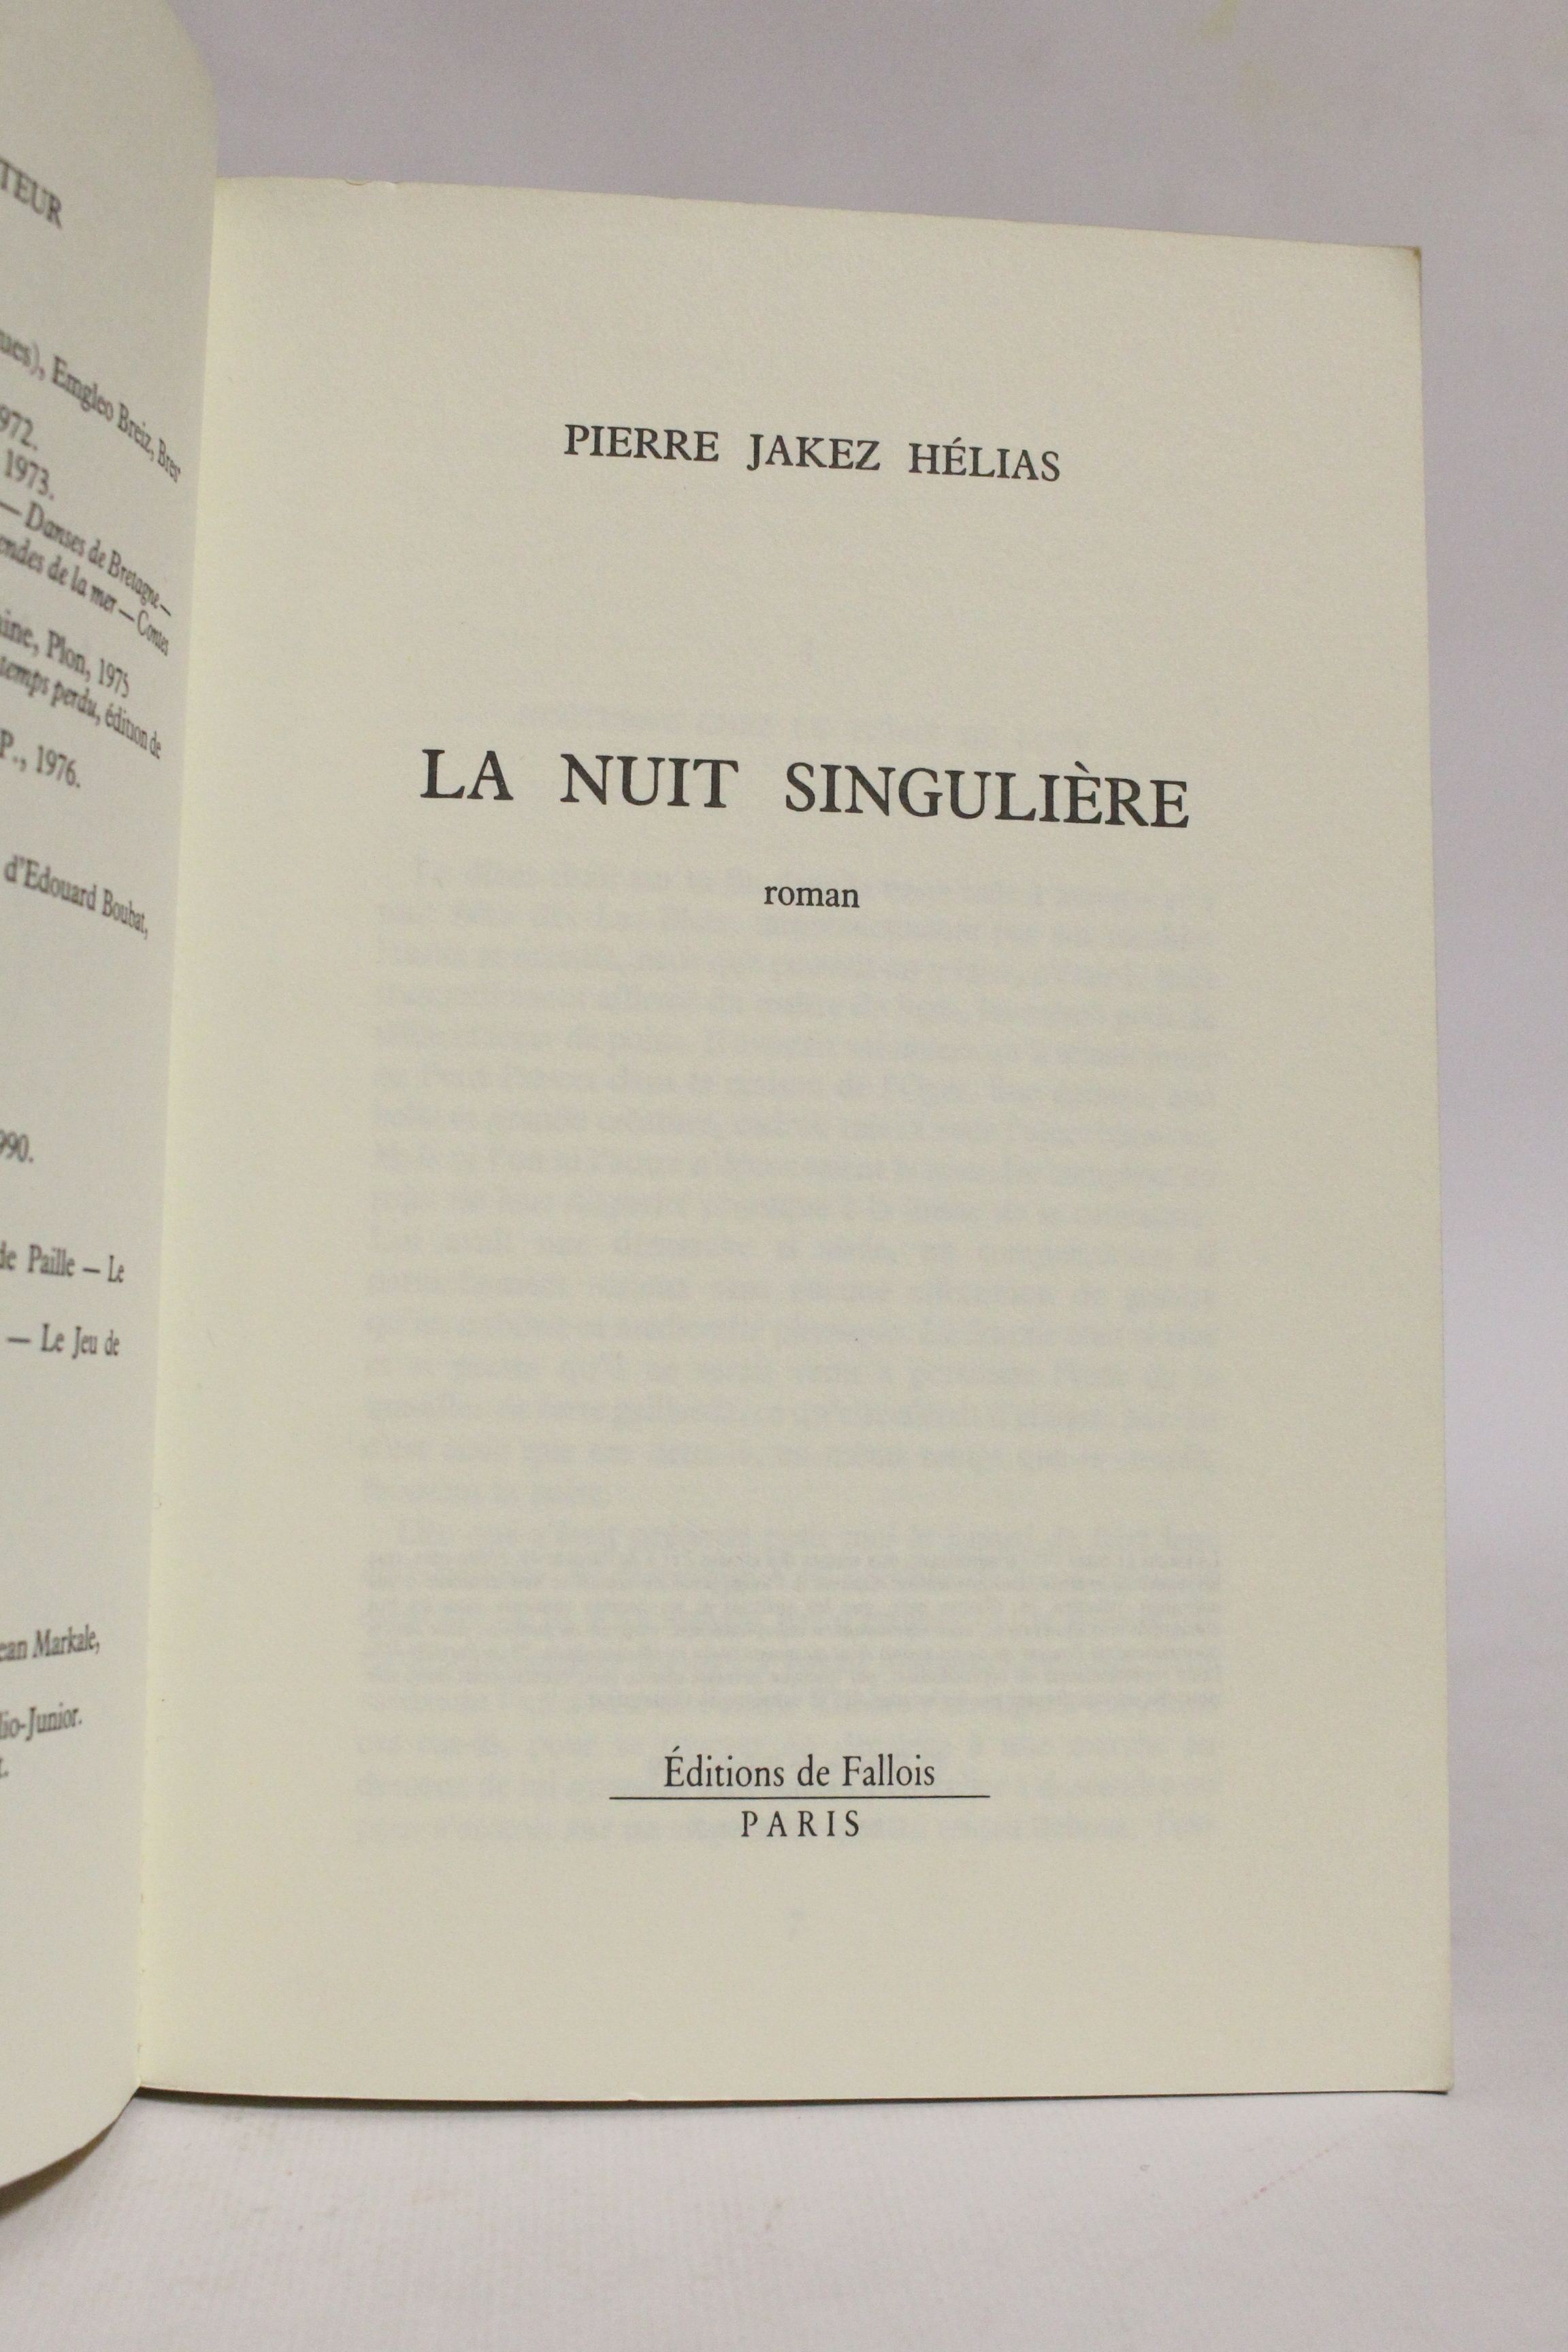 TEUR
ues), Emgleo Breiz, Bres
972.
1973.
— Danses de Bretagne —
endes de la mer — Contes
aine, Plon, 1975
temps perdu, édition de
P., 1976.
d'Edouard Boubat,
990.
de Paille — Le
— Le Jeu de
ean Markale,
lio-Junior.
PIERRE JAKEZ HÉLIAS
LA NUIT SINGULIÈRE
roman
Éditions de Fallois
PARIS